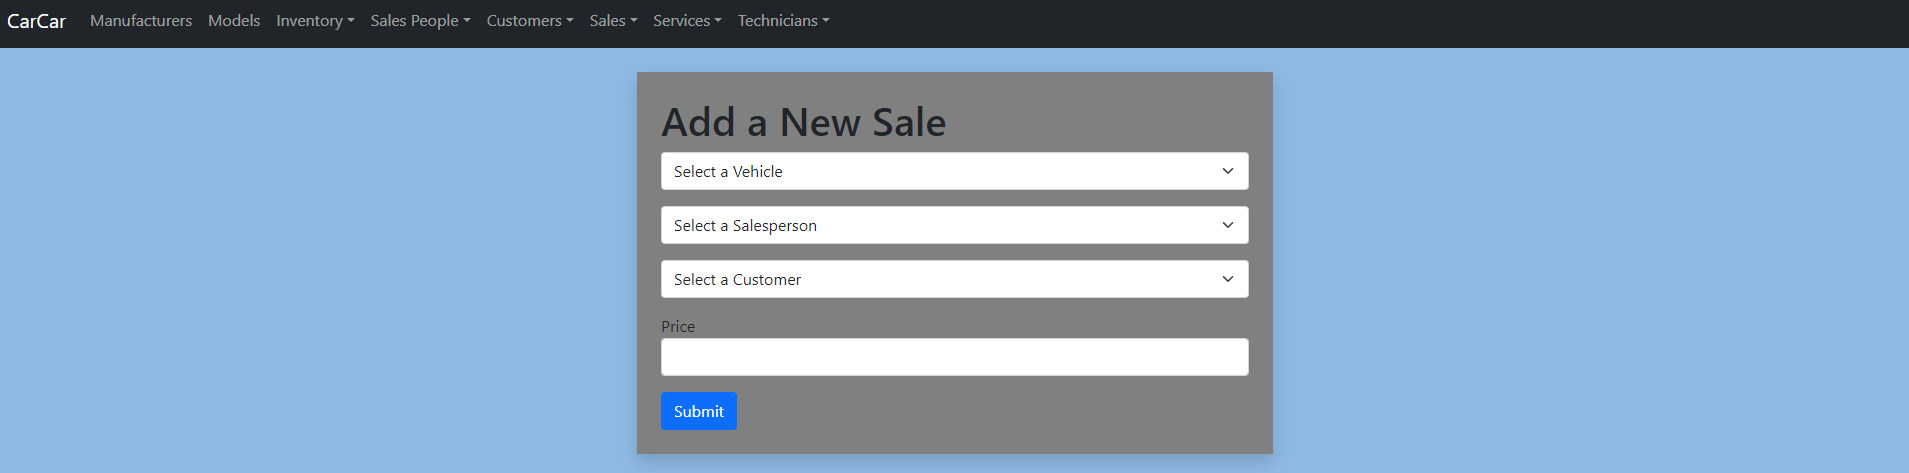 CarCar Manufacturers Models Inventory Sales People Customers Sales Services Technicians
Add a New Sale
Select a Vehicle
Select a Salesperson
Select a Customer
Price
Submit